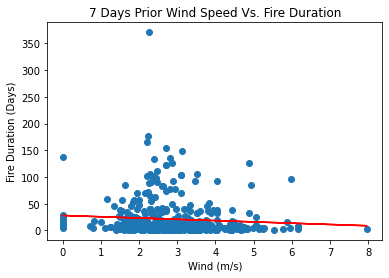 7 Days Prior Wind Speed Vs. Fire Duration
350
300
250
200
150
100
50
0
Fire Duration (Days)
0 1 2 3 4 5 6 7 8
Wind (m/s)